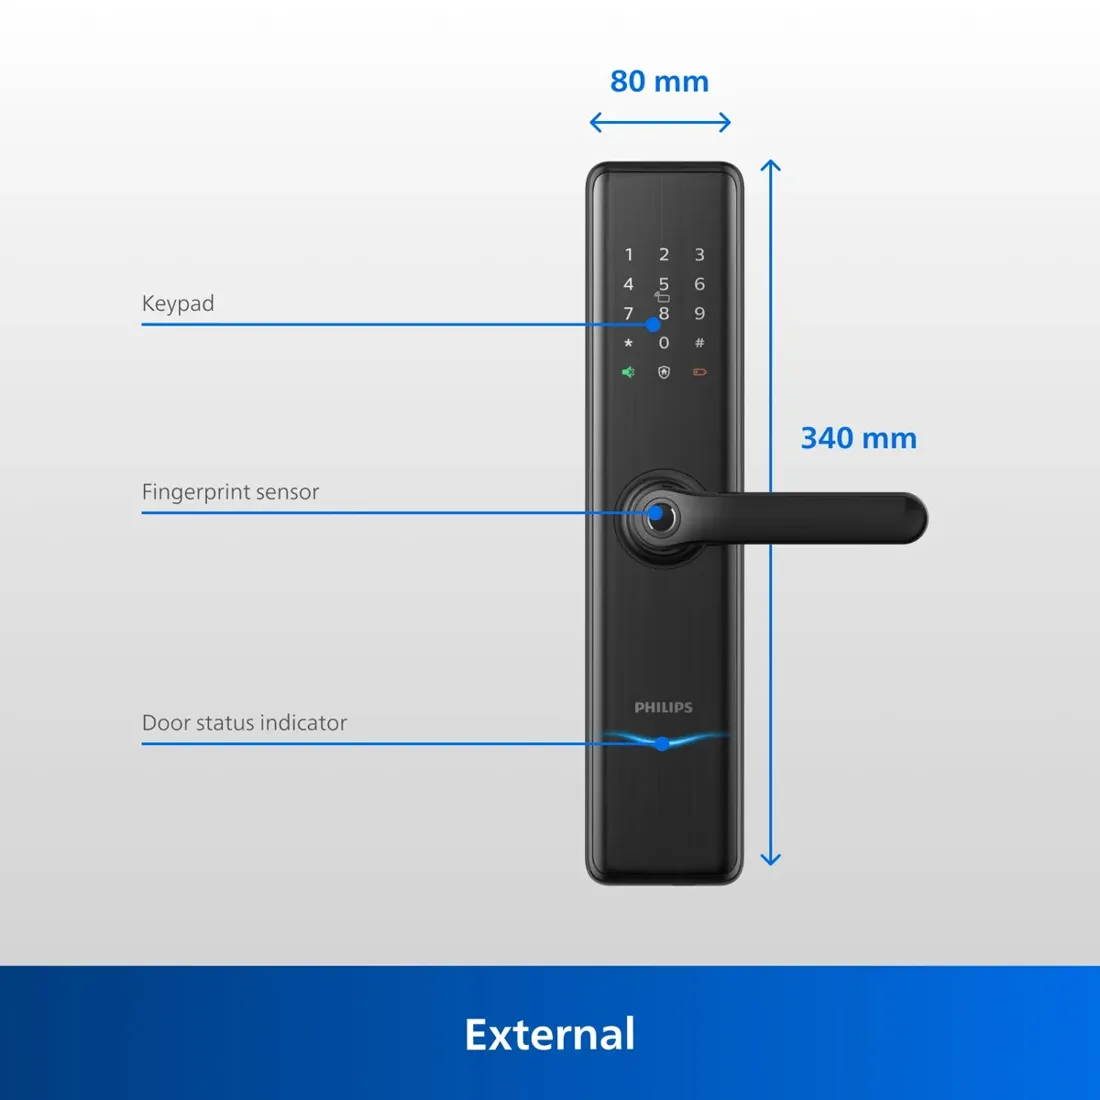 80 mm
1 2 3
4 5 6
7 8 9
* 0 #
Keypad
340 mm
Fingerprint sensor
PHILIPS
Door status indicator
External